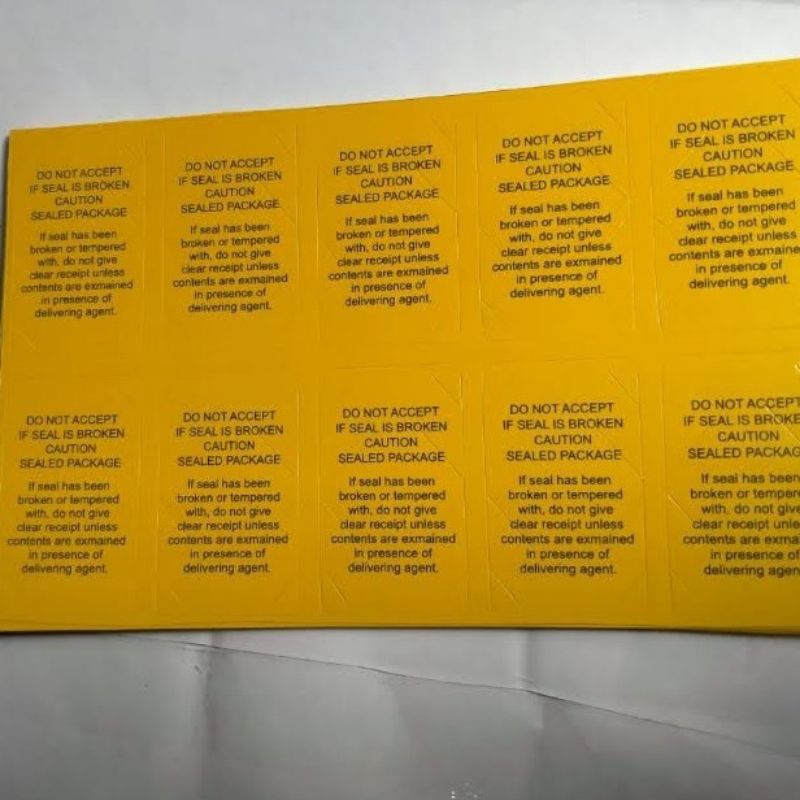 DO NOT ACCEPT
IF SEAL IS BROKEN
CAUTION
SEALED PACKAGE
If seal has been
broken or tempered
with, do not give
clear receipt unless
contents are exmained
in presence of
delivering agent.
DO NOT ACCEPT
IF SEAL IS BROKEN
CAUTION
SEALED PACKAGE
If seal has been
broken or tempered
with, do not give
clear receipt unless
contents are exmained
in presence of
delivering agent.
DO NOT ACCEPT
IF SEAL IS BROKEN
CAUTION
SEALED PACKAGE
If seal has been
broken or tempered
with, do not give
clear receipt unless
contents are exmained
in presence of
delivering agent.
DO NOT ACCEPT
IF SEAL IS BROKEN
CAUTION
SEALED PACKAGE
If seal has been
broken or tempered
with, do not give
clear receipt unless
contents are exmained
in presence of
delivering agent.
DO NOT ACCEPT
IF SEAL IS BROKEN
CAUTION
SEALED PACKAGE
If seal has been
broken or tempered
with, do not give
clear receipt unless
contents are
in presence of
delivering agent.
DO NOT ACCEPT
IF SEAL IS BROKEN
CAUTION
SEALED PACKAGE
If seal has been
broken or tempered
with, do not give
clear receipt unless
contents are exmained
in presence of
delivering agent.
DO NOT ACCEPT
IF SEAL IS BROKEN
CAUTION
SEALED PACKAGE
If seal has been
broken or tempered
with, do not give
clear receipt unless
contents are exmained
in presence of
delivering agent.
DO NOT ACCEPT
IF SEAL IS BROKEN
CAUTION
SEALED PACKAGE
If seal has been
broken or tempered
with, do not give
clear receipt unless
contents are exmained
in presence of
delivering agent.
DO NOT ACCEPT
IF SEAL IS BROKEN
CAUTION
SEALED PACKAGE
If seal has been
broken or tempered
with, do not give
clear receipt unless
contents are exmained
in presence of
delivering agent.
DO NOT ACCEPT
IF SEAL IS
CAUTION
SEALED PACKAGE
If seal has been
broken or
with, do not give
clear receipt
contents are
in presence of
delivering